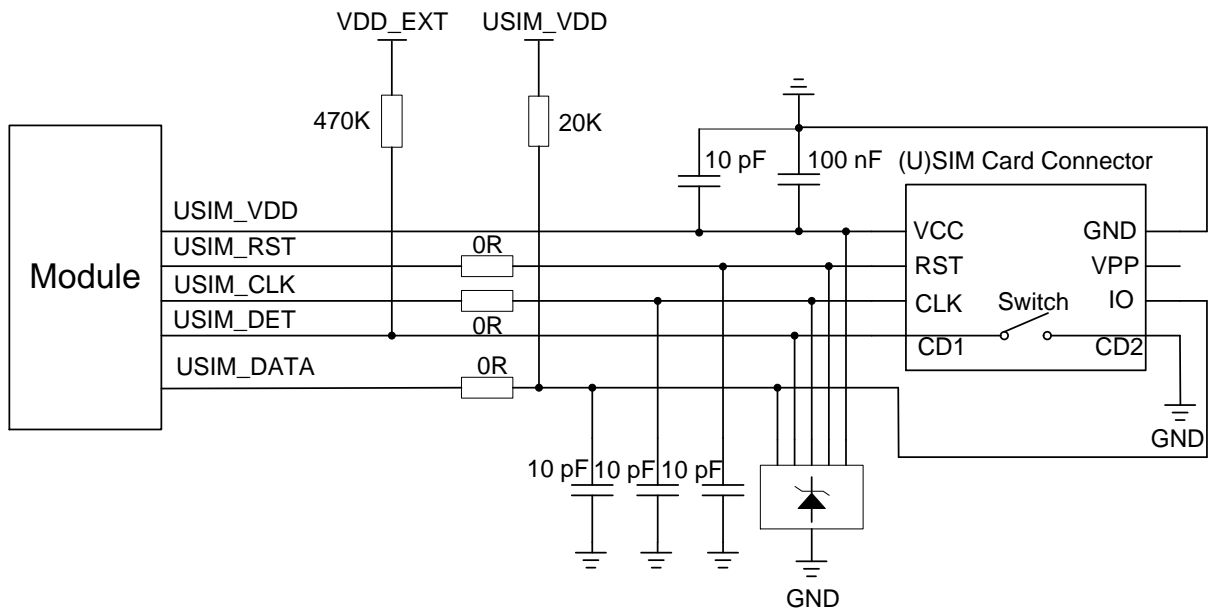 VDD_EXT USIM_VDD
470K 20K
10 pF 100 nF (U)SIM Card Connector
Module
USIM_VDD
USIM_RST
USIM_CLK
USIM_DET
USIM_DATA
0R
0R
0R
VCC GND
RST VPP
CLK Switch IO
CD1 CD2
GND
10 pF 10 pF 10 pF
GND